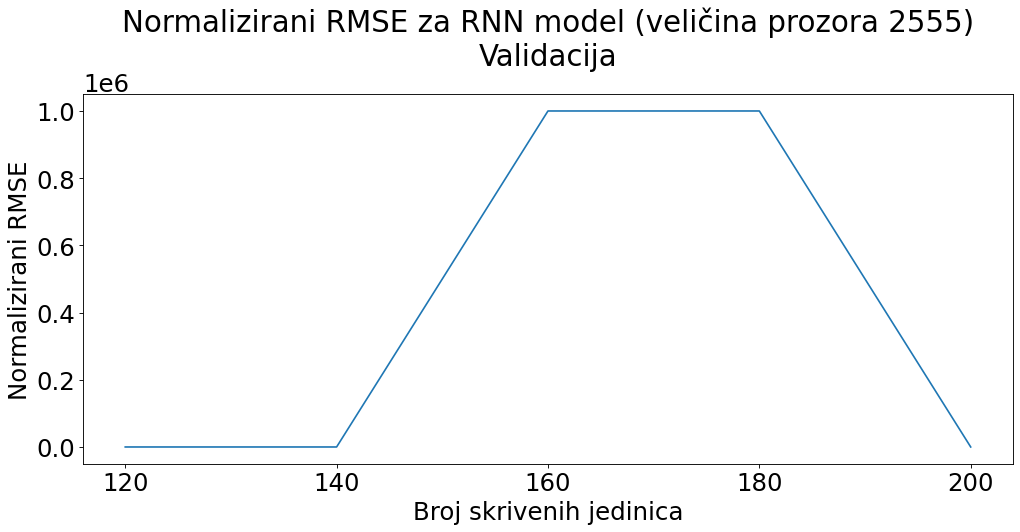 Normalizirani RMSE za RNN model (veličina prozora 2555)
Validacija
1e6
1.0
0.8
0.6
0.4
0.2
0.0
Normalizirani RMSE
120 140 160 180 200
Broj skrivenih jedinica